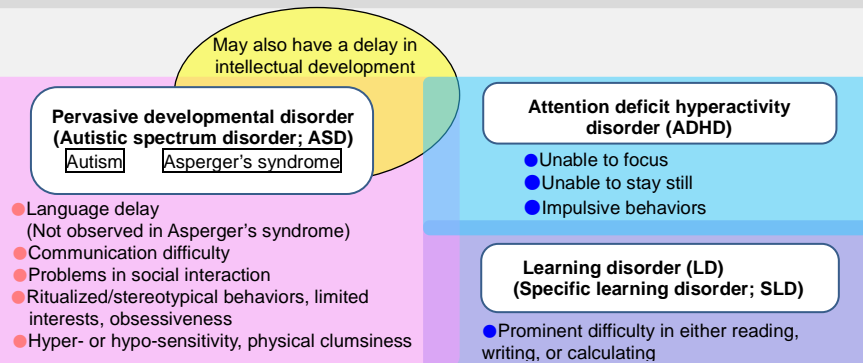 May also have a delay in
intellectual development
Pervasive developmental disorder
(Autistic spectrum disorder; ASD)
Autism Asperger's syndrome
●Language delay
(Not observed in Asperger's syndrome)
●Communication difficulty
●Problems in social interaction
●Ritualized/stereotypical behaviors, limited
interests, obsessiveness
●Hyper- or hypo-sensitivity, physical clumsiness
Attention deficit hyperactivity
disorder (ADHD)
●Unable to focus
●Unable to stay still
●Impulsive behaviors
Learning disorder (LD)
(Specific learning disorder; SLD)
●Prominent difficulty in either reading,
writing, or calculating